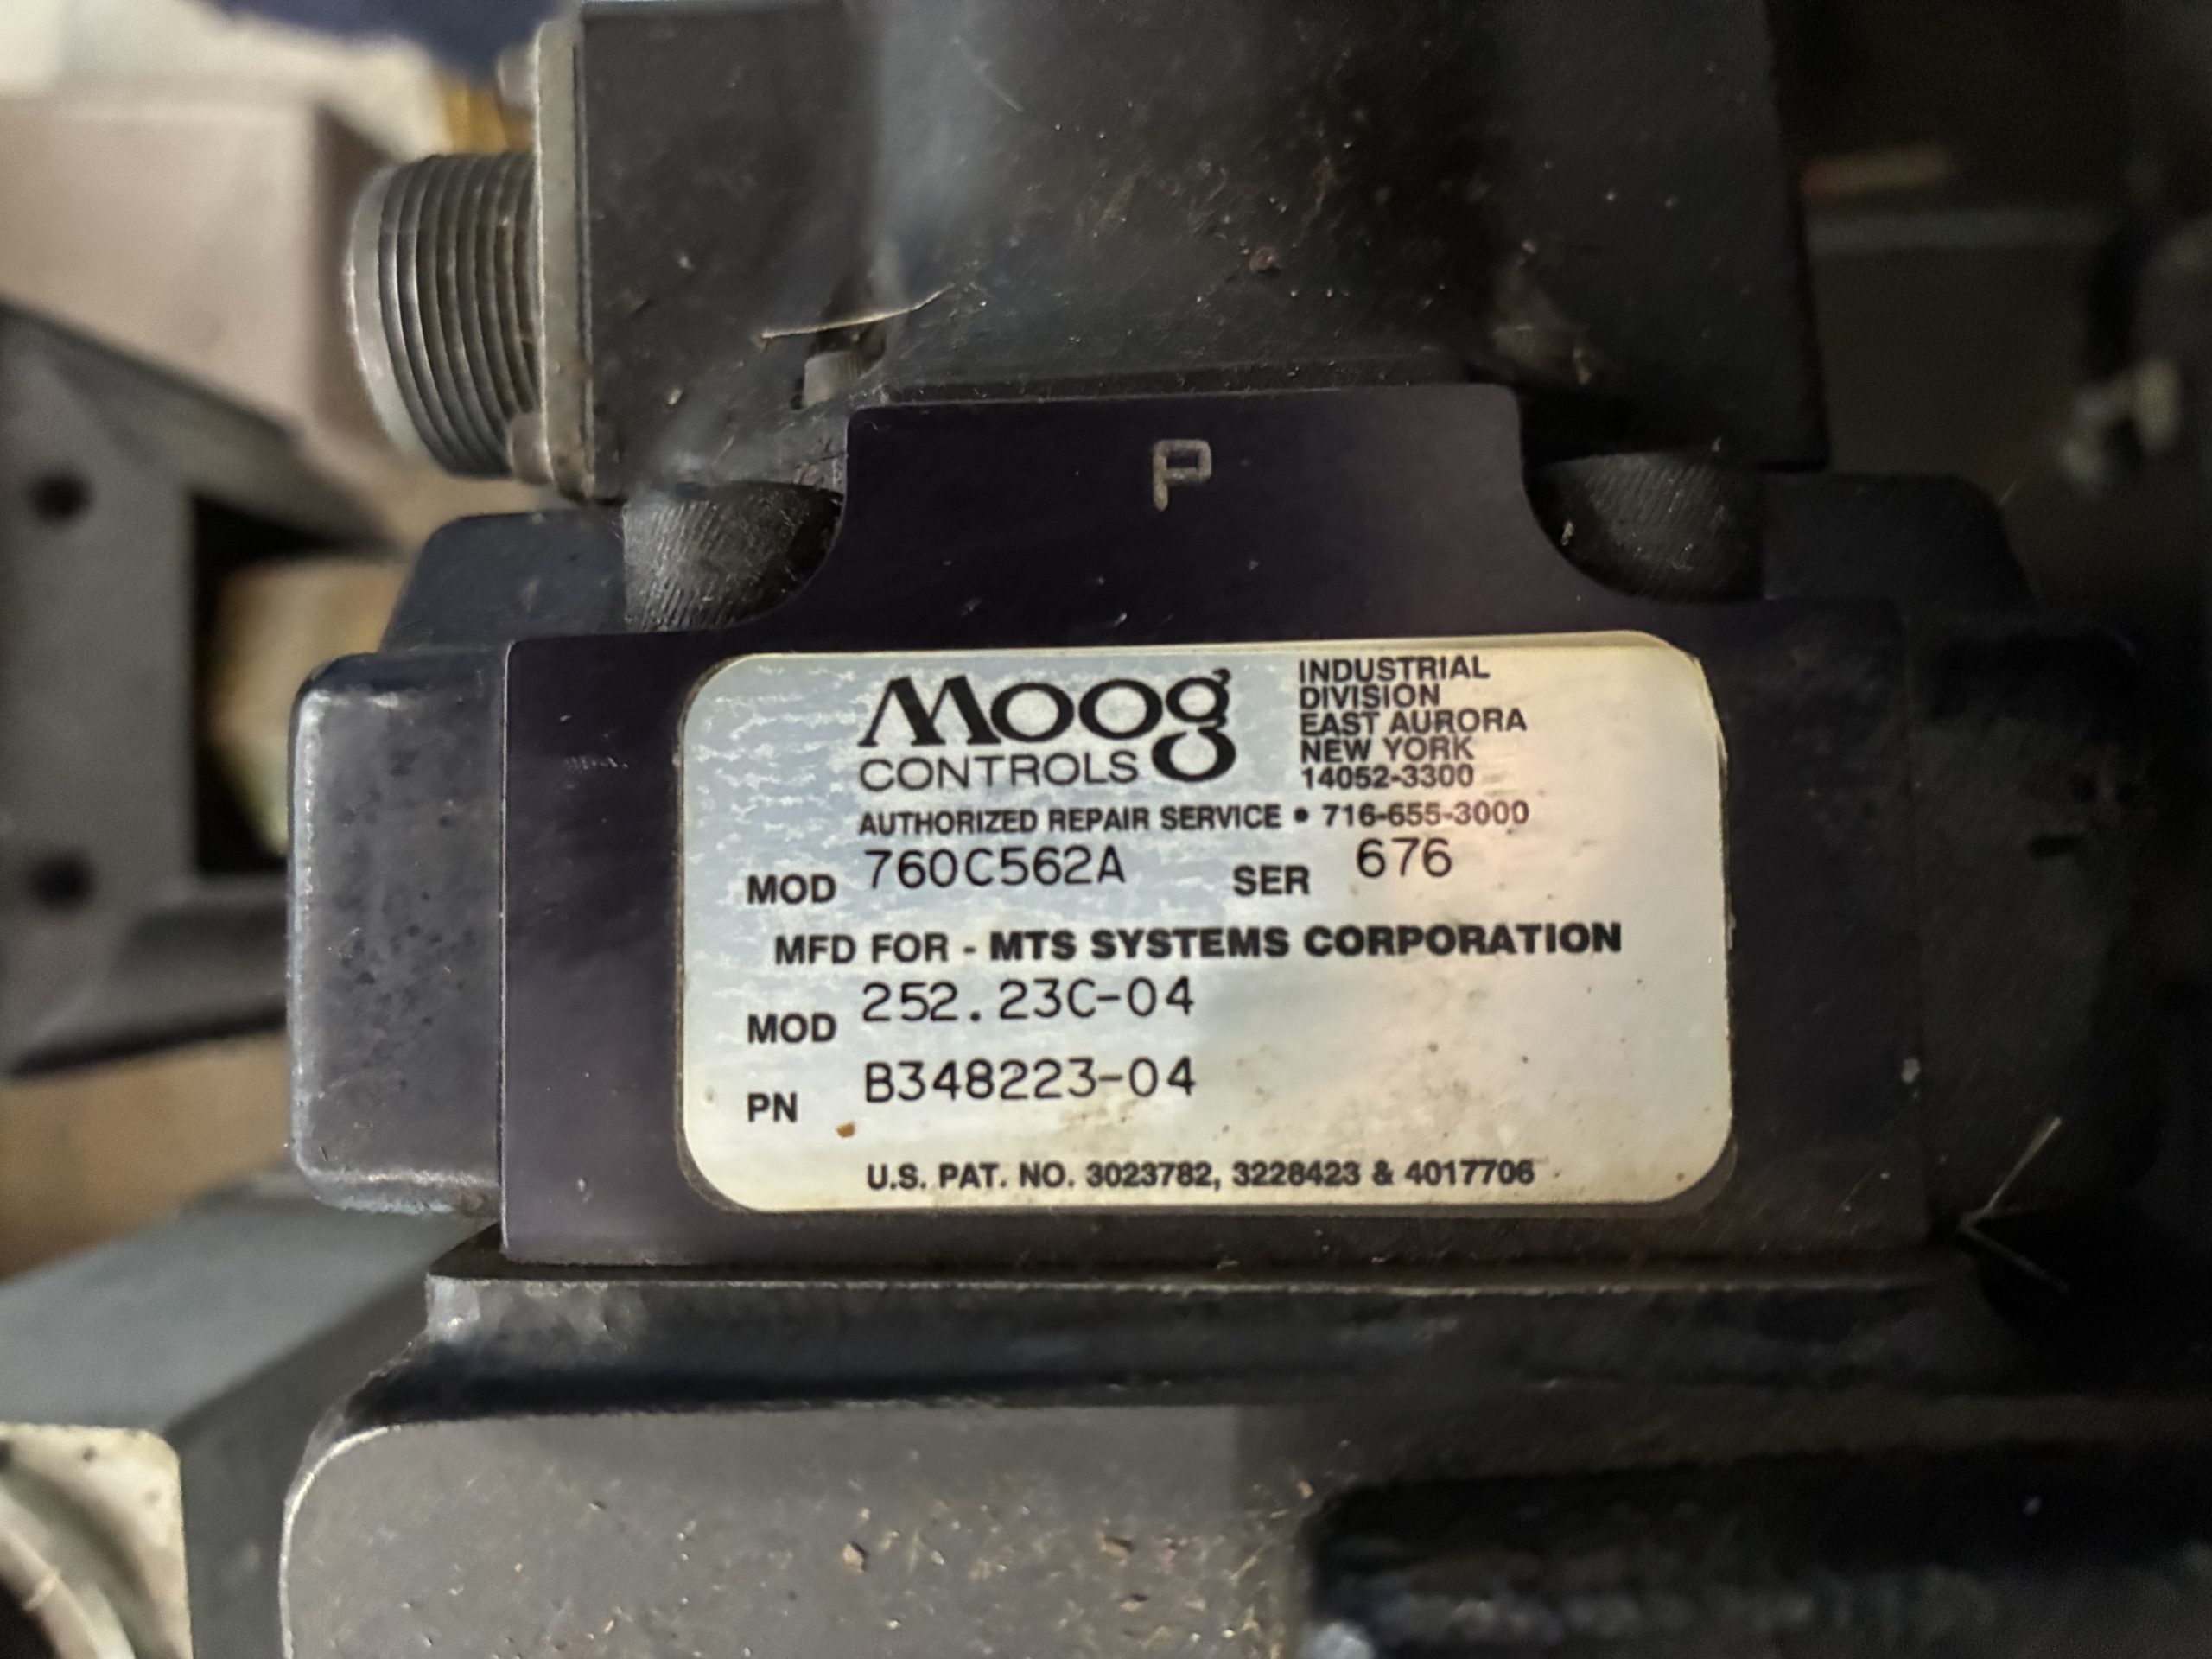 P
Moog
CONTROLS
INDUSTRIAL
DIVISION
EAST AURORA
NEW YORK
14052-3300
AUTHORIZED REPAIR SERVICE • 716-655-3000
MOD 760C562A SER 676
MFD FOR - MTS SYSTEMS CORPORATION
MOD 252.23C-04
PN B348223-04
U.S. PAT. NO. 3023782, 3228423 & 4017706